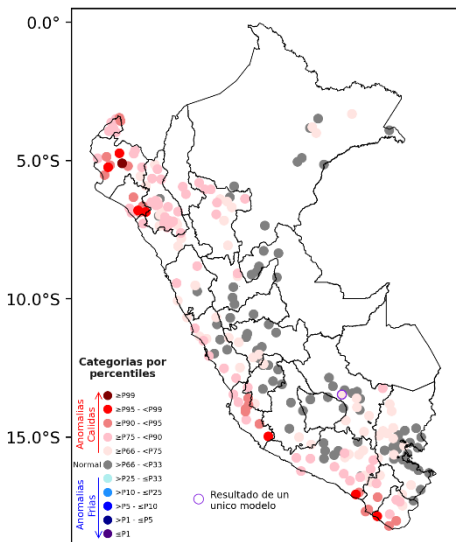 0.0°
5.0°S
10.0°S
15.0°S
Categorias por
percentiles
Anomalias
Calidas
≥P99
≥P95 - <P99
≥P90 - <P95
≥P75 - <P90
≥P66 - <P75
Normal
>P66 - <P33
>P25 - ≤P33
>P10 - ≤P25
>P5 - ≤P10
>P1 - ≤P5
≤P1
Anomalias
Frias
Resultado de un
unico modelo